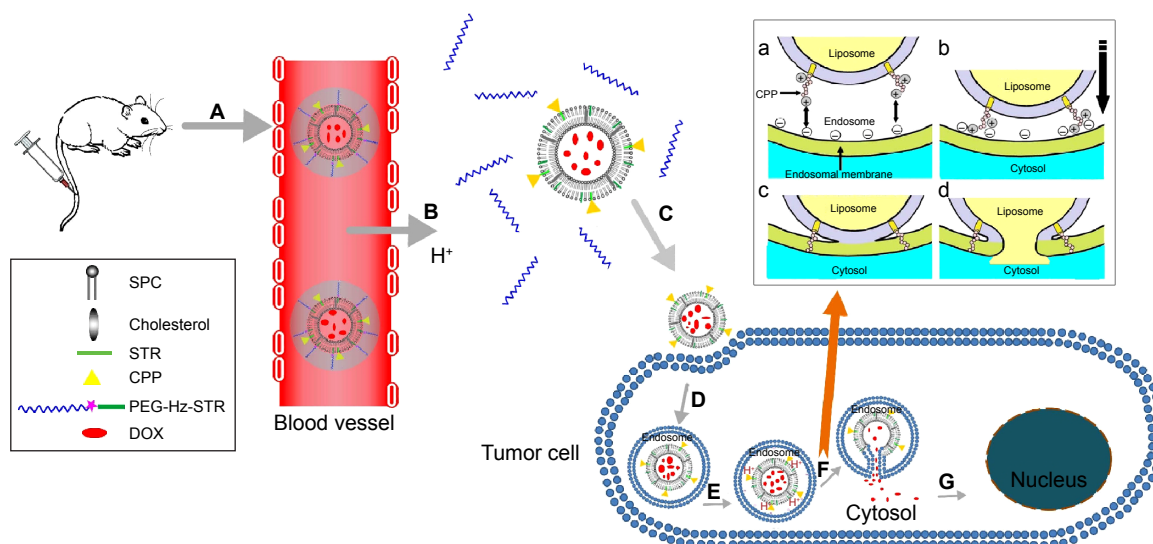 A
Blood vessel
B
H⁺
C
SPC
Cholesterol
STR
CPP
PEG-Hz-STR
DOX
a
Liposome
CPP
Endosome
Endosomal membrane
b
Liposome
Cytosol
c
Liposome
Cytosol
d
Liposome
Cytosol
Tumor cell
D
Endosome
E
Endosome
H⁺
H⁺
H⁺
H⁺
F
Endosome
Cytosol
G
Nucleus